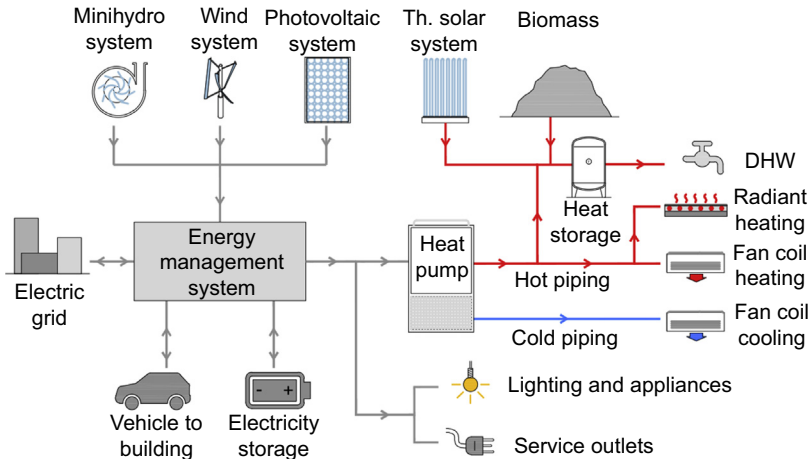 Minihydro
system
Wind
system
Photovoltaic
system
Th. solar
system
Biomass
DHW
Heat
storage
Radiant
heating
Energy
management
system
Heat
pump
Electric
grid
Hot piping
Fan coil
heating
Cold piping
Fan coil
cooling
- +
Vehicle to
building
Electricity
storage
Lighting and appliances
Service outlets